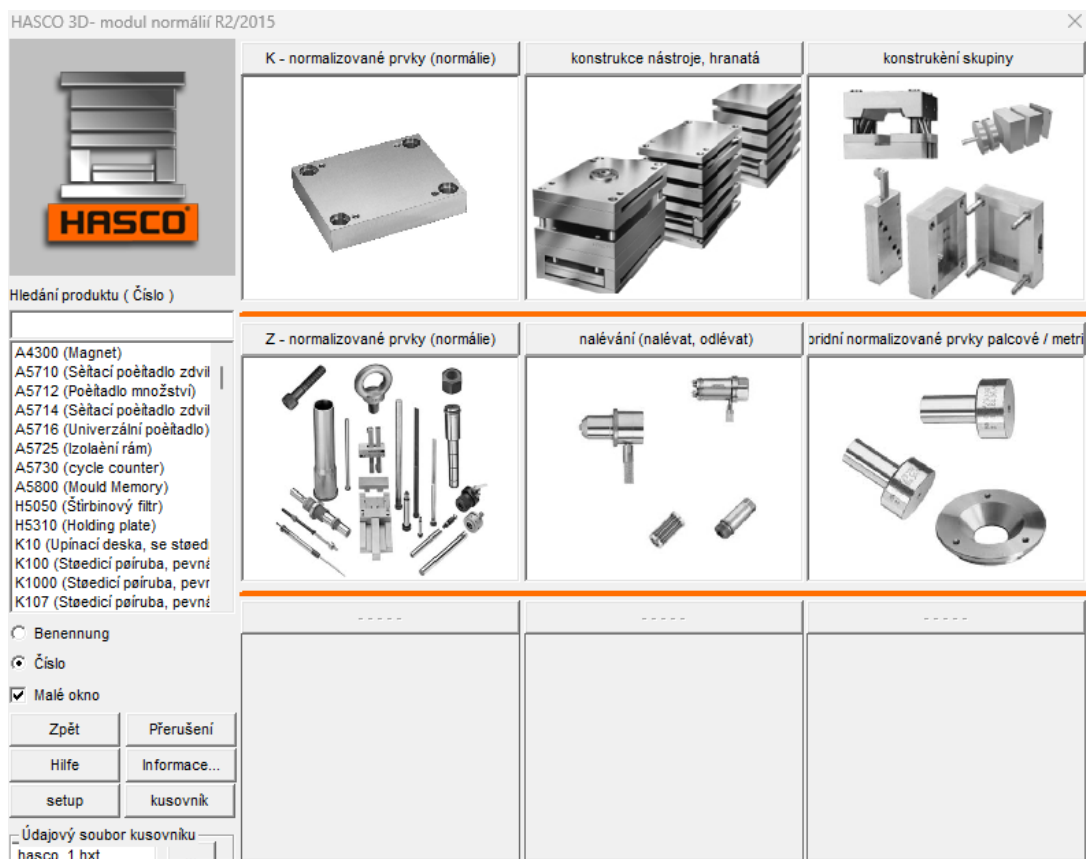 HASCO 3D- modul normálií R2/2015
HASCO
Hledání produktu ( Číslo )
A4300 (Magnet)
A5710 (Sèítací poèítadlo zdvil
A5712 (Poèítadlo množství)
A5714 (Sèítací poèítadlo zdvil
A5716 (Univerzální poèítadlo)
A5725 (Izolaèní rám)
A5730 (cycle counter)
A5800 (Mould Memory)
H5050 (Štìrbinový filtr)
H5310 (Holding plate)
K10 (Upínací deska, se støedi
K100 (Støedicí pøíruba, pevná
K1000 (Støedicí pøíruba, pevn
K107 (Støedicí pøíruba, pevná
Benennung
Číslo
Malé okno
Zpět
Přerušení
Hilfe
Informace...
setup
kusovník
Údajový soubor kusovníku
hasco_1.hxt
K - normalizované prvky (normálie)
konstrukce nástroje, hranatá
konstrukèní skupiny
Z - normalizované prvky (normálie)
nalévání (nalévat, odlévat)
bridní normalizované prvky palcové / metri
- - - - -
- - - - -
- - - - -